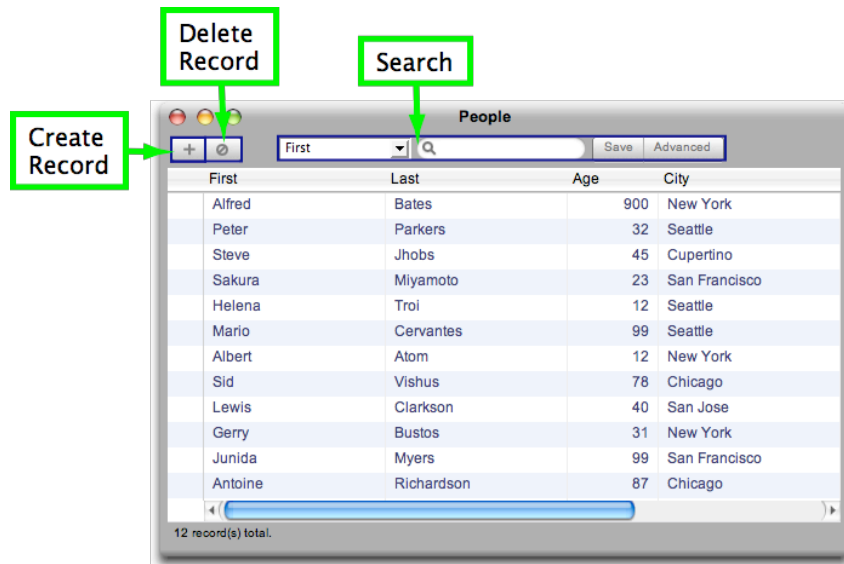 Delete
Record
Search
Create
Record
People
First Save Advanced
First Last Age City
Alfred Bates 900 New York
Peter Parkers 32 Seattle
Steve Jhobs 45 Cupertino
Sakura Miyamoto 23 San Francisco
Helena Troi 12 Seattle
Mario Cervantes 99 Seattle
Albert Atom 12 New York
Sid Vishus 78 Chicago
Lewis Clarkson 40 San Jose
Gerry Bustos 31 New York
Junida Myers 99 San Francisco
Antoine Richardson 87 Chicago
12 record(s) total.